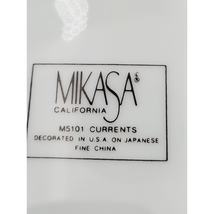 MIKASA
CALIFORNIA
M5101 CURRENTS
DECORATED IN U.S.A. ON JAPANESE
FINE CHINA